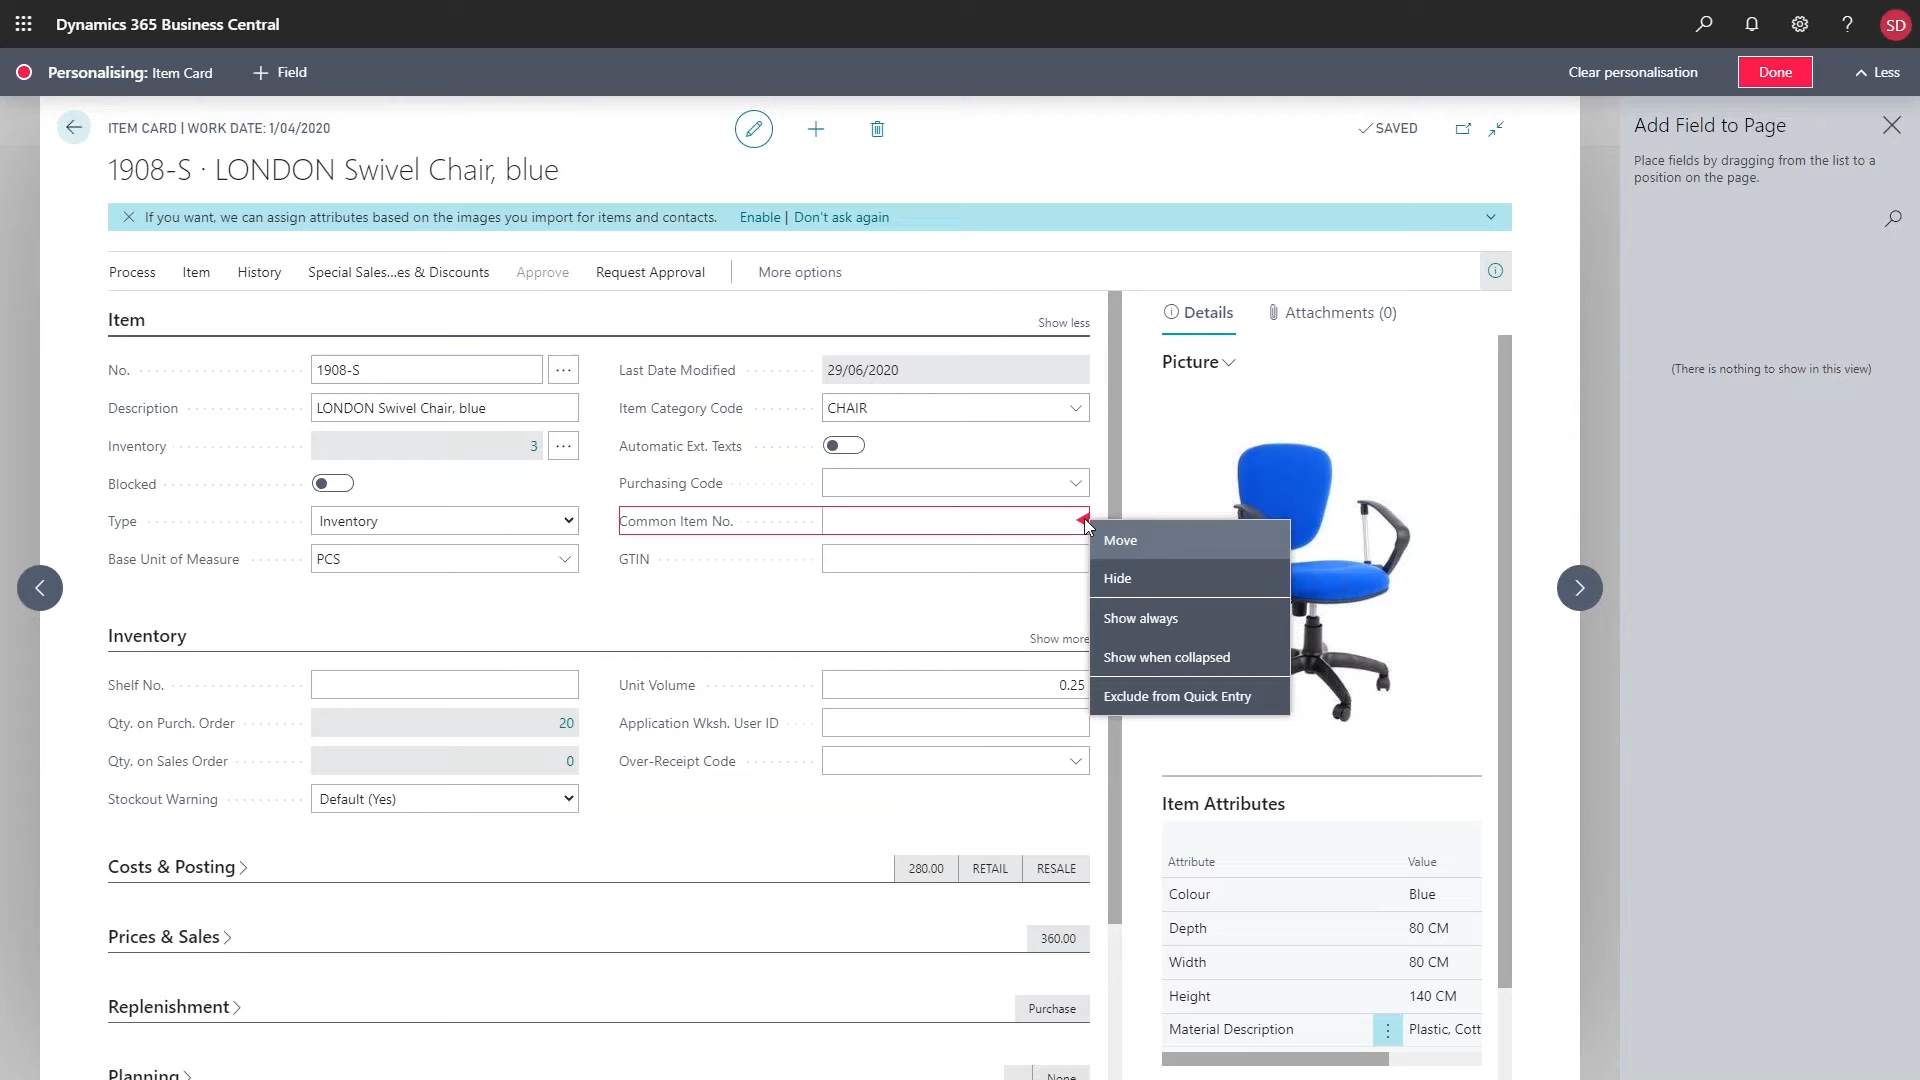 Dynamics 365 Business Central
SD
Personalising: Item Card
Field
Clear personalisation
Done
Less
ITEM CARD | WORK DATE: 1/04/2020
SAVED
1908-S · LONDON Swivel Chair, blue
If you want, we can assign attributes based on the images you import for items and contacts. Enable | Don't ask again
Process
Item
History
Special Sales...es & Discounts
Approve
Request Approval
More options
Item
Show less
No.
1908-S
Description
LONDON Swivel Chair, blue
Inventory
3
Blocked
Type
Inventory
Base Unit of Measure
PCS
Last Date Modified
29/06/2020
Item Category Code
CHAIR
Automatic Ext. Texts
Purchasing Code
Common Item No.
GTIN
Move
Hide
Show always
Show when collapsed
Exclude from Quick Entry
Inventory
Show more
Shelf No.
Qty. on Purch. Order
20
Qty. on Sales Order
0
Stockout Warning
Default (Yes)
Unit Volume
0.25
Application Wksh. User ID
Over-Receipt Code
Costs & Posting
280.00
RETAIL
RESALE
Prices & Sales
360.00
Replenishment
Purchase
Planning
None
Details
Attachments (0)
Picture
Item Attributes
Attribute
Value
Colour
Blue
Depth
80 CM
Width
80 CM
Height
140 CM
Material Description
Plastic, Cott
Add Field to Page
Place fields by dragging from the list to a
position on the page.
(There is nothing to show in this view)